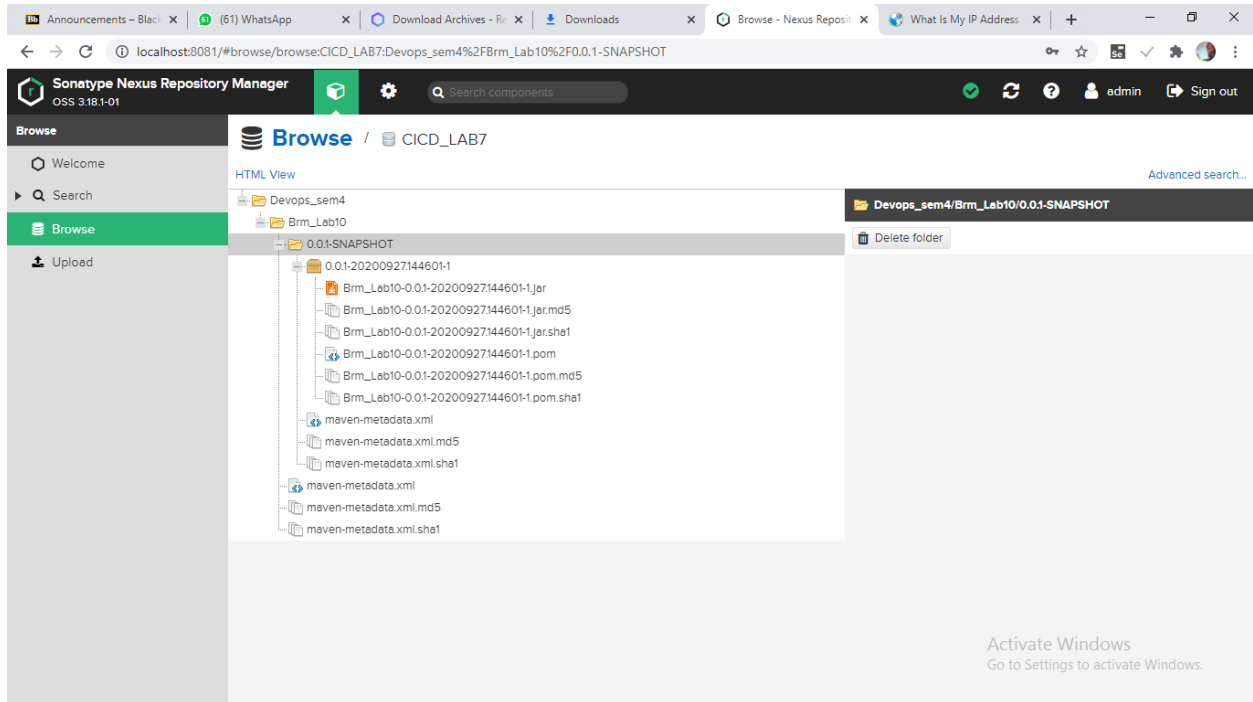 Announcements – Blac
(61) WhatsApp
Download Archives - Re
Downloads
Browse - Nexus Reposit
What Is My IP Address
localhost:8081/#browse/browse:CICD_LAB7:Devops_sem4%2FBrm_Lab10%2F0.0.1-SNAPSHOT
Sonatype Nexus Repository Manager
OSS 3.18.1-01
Search components
admin
Sign out
Browse
Welcome
Search
Browse
Upload
Browse / CICD_LAB7
HTML View
Advanced search...
Devops_sem4
Brm_Lab10
0.0.1-SNAPSHOT
0.0.1-20200927.144601-1
Brm_Lab10-0.0.1-20200927.144601-1.jar
Brm_Lab10-0.0.1-20200927.144601-1.jar.md5
Brm_Lab10-0.0.1-20200927.144601-1.jar.sha1
Brm_Lab10-0.0.1-20200927.144601-1.pom
Brm_Lab10-0.0.1-20200927.144601-1.pom.md5
Brm_Lab10-0.0.1-20200927.144601-1.pom.sha1
maven-metadata.xml
maven-metadata.xml.md5
maven-metadata.xml.sha1
maven-metadata.xml
maven-metadata.xml.md5
maven-metadata.xml.sha1
Devops_sem4/Brm_Lab10/0.0.1-SNAPSHOT
Delete folder
Activate Windows
Go to Settings to activate Windows.